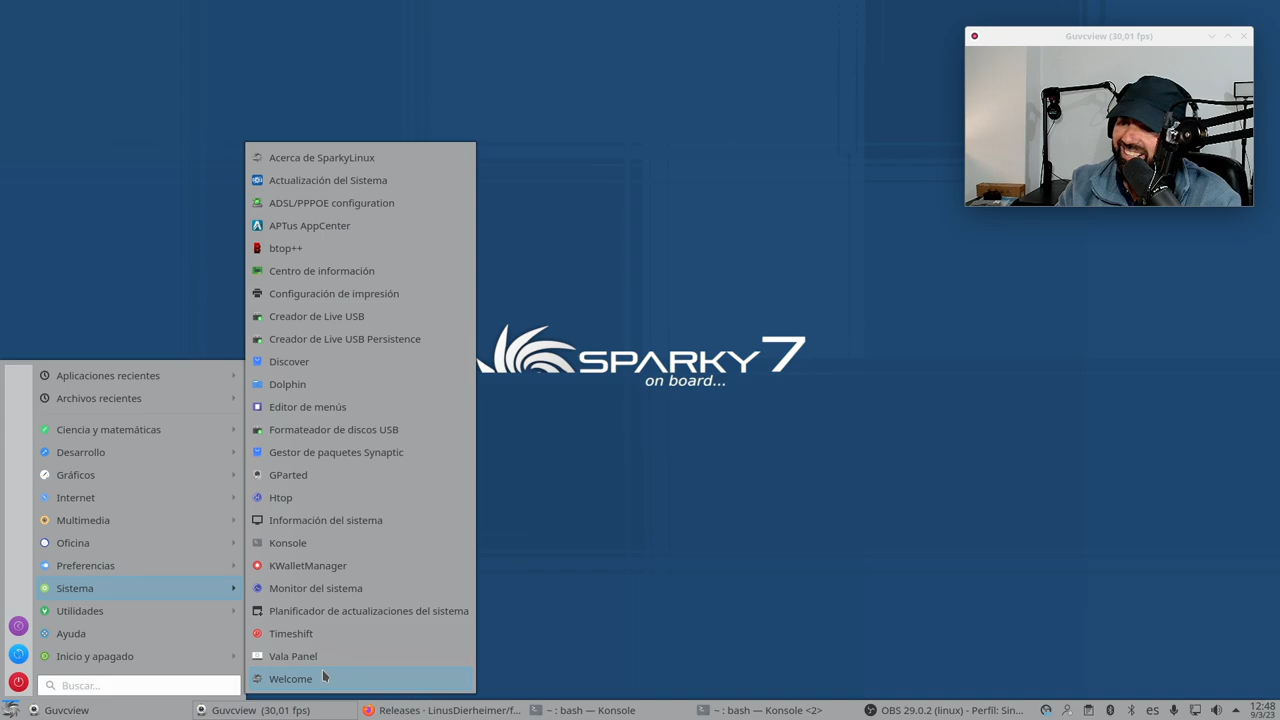 Guvcview (30,01 fps)
Acerca de SparkyLinux
Actualización del Sistema
ADSL/PPPOE configuration
APTus AppCenter
btop++
Centro de información
Configuración de impresión
Creador de Live USB
Creador de Live USB Persistence
Discover
Dolphin
Editor de menús
Formateador de discos USB
Gestor de paquetes Synaptic
GParted
Htop
Información del sistema
Konsole
KWalletManager
Monitor del sistema
Planificador de actualizaciones del sistema
Timeshift
Vala Panel
Welcome
SPARKY 7
on board...
Aplicaciones recientes
Archivos recientes
Ciencia y matemáticas
Desarrollo
Gráficos
Internet
Multimedia
Oficina
Preferencias
Sistema
Utilidades
Ayuda
Inicio y apagado
Buscar...
Guvcview
Guvcview (30,01 fps)
Releases · LinusDierheimer/f...
~ : bash — Konsole
~ : bash — Konsole <2>
OBS 29.0.2 (linux) - Perfil: Sin...
es
12:48
9/3/23